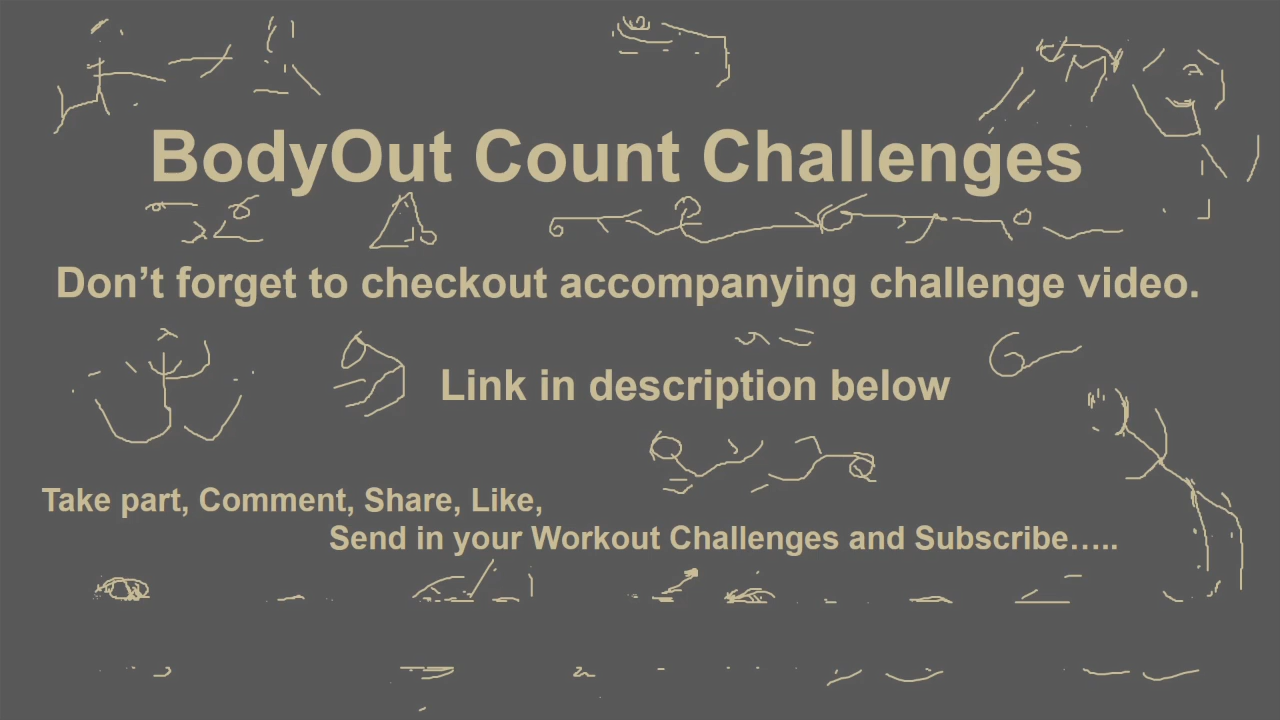 BodyOut Count Challenges
Don’t forget to checkout accompanying challenge video.
Link in description below
Take part, Comment, Share, Like,
Send in your Workout Challenges and Subscribe…..